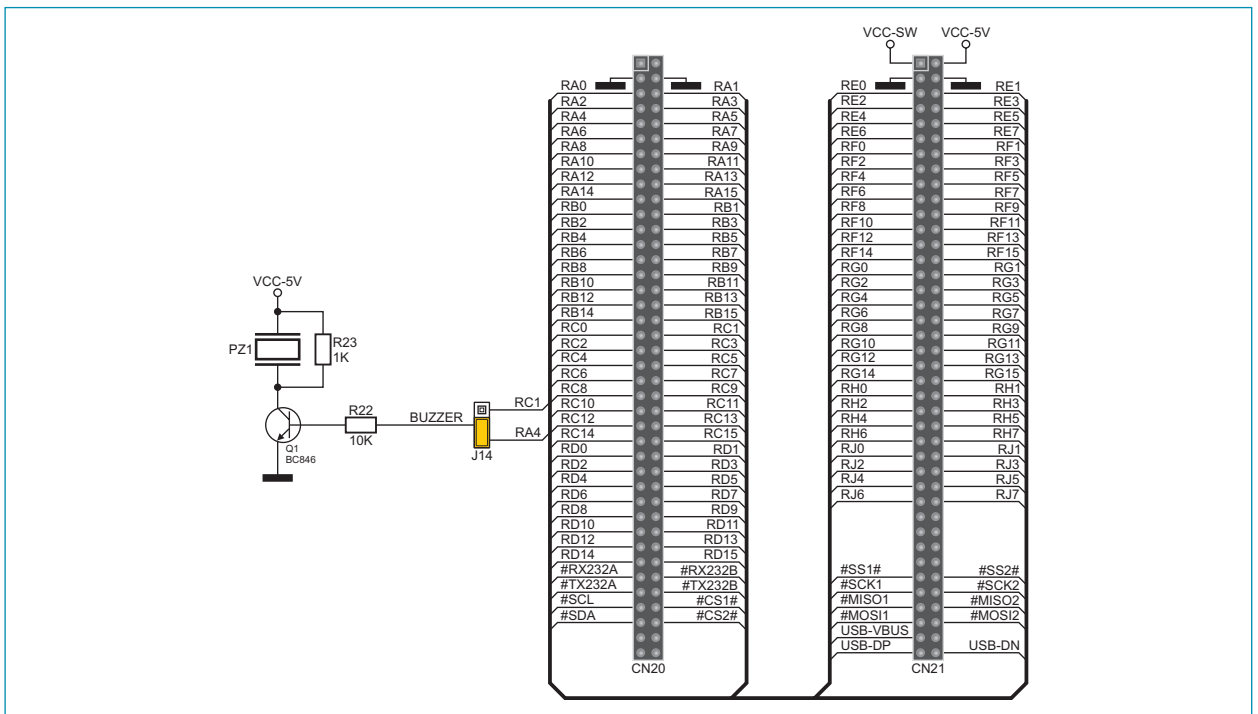 VCC-SW VCC-5V
RA0 RA1 RE0 RE1
RA2 RA3 RE2 RE3
RA4 RA5 RE4 RE5
RA6 RA7 RE6 RE7
RA8 RA9 RF0 RF1
RA10 RA11 RF2 RF3
RA12 RA13 RF4 RF5
RA14 RA15 RF6 RF7
RB0 RB1 RF8 RF9
RB2 RB3 RF10 RF11
RB4 RB5 RF12 RF13
RB6 RB7 RF14 RF15
RB8 RB9 RG0 RG1
RB10 RB11 RG2 RG3
RB12 RB13 RG4 RG5
RB14 RB15 RG6 RG7
RC0 RC1 RG8 RG9
RC2 RC3 RG10 RG11
RC4 RC5 RG12 RG13
RC6 RC7 RG14 RG15
RC8 RC9 RH0 RH1
RC10 RC11 RH2 RH3
RC12 RC13 RH4 RH5
RC14 RC15 RH6 RH7
RD0 RD1 RJ0 RJ1
RD2 RD3 RJ2 RJ3
RD4 RD5 RJ4 RJ5
RD6 RD7 RJ6 RJ7
RD8 RD9
RD10 RD11
RD12 RD13
RD14 RD15
#RX232A #RX232B #SS1# #SS2#
#TX232A #TX232B #SCK1 #SCK2
#SCL #CS1# #MISO1 #MISO2
#SDA #CS2# #MOSI1 #MOSI2
USB-VBUS
USB-DP USB-DN
CN20 CN21
VCC-5V
PZ1
R23
1K
R22
10K
BUZZER
RC1
RA4
J14
Q1
BC846